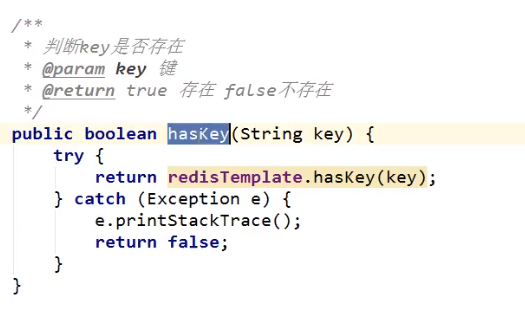 /**
 * 判断key是否存在
 * @param key 键
 * @return true 存在 false不存在
 */
public boolean hasKey(String key) {
    try {
        return redisTemplate.hasKey(key);
    } catch (Exception e) {
        e.printStackTrace();
        return false;
    }
}